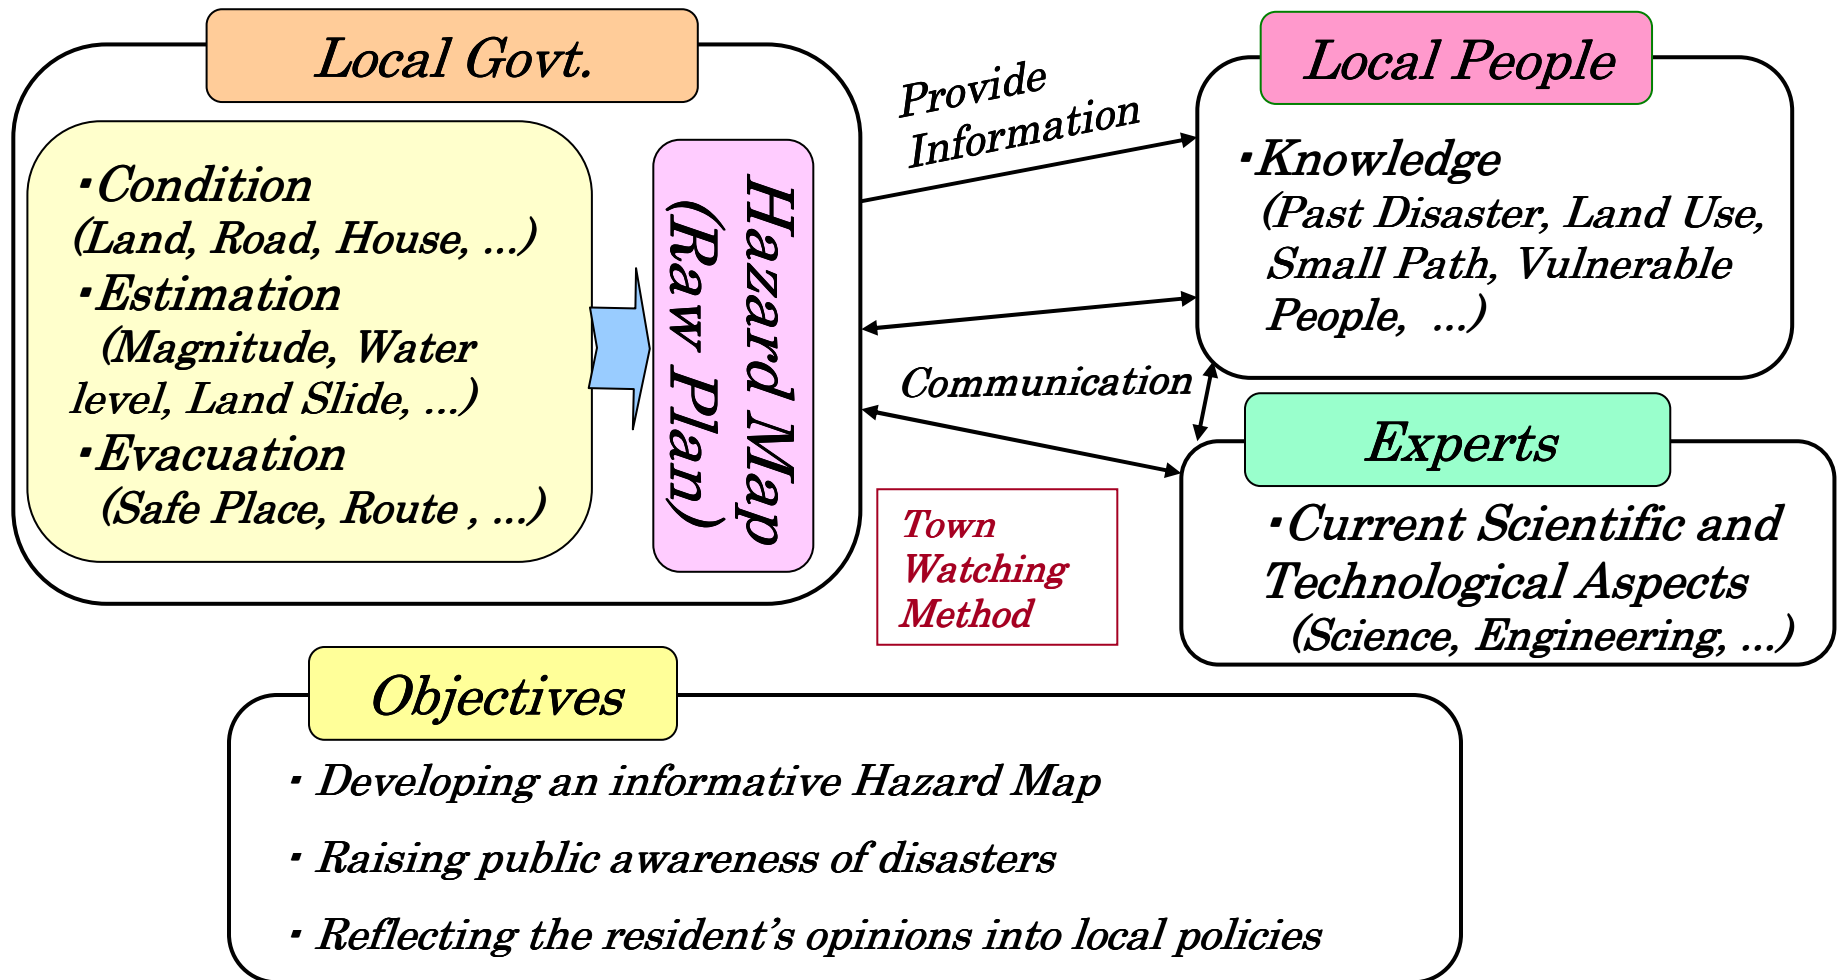 Local Govt.
・Condition
(Land, Road, House, ...)
・Estimation
(Magnitude, Water
level, Land Slide, ...)
・Evacuation
(Safe Place, Route , ...)
Hazard Map
(Raw Plan)
Provide
Information
Communication
Town
Watching
Method
Local People
・Knowledge
(Past Disaster, Land Use,
Small Path, Vulnerable
People, ...)
Experts
・Current Scientific and
Technological Aspects
(Science, Engineering, ...)
Objectives
・Developing an informative Hazard Map
・Raising public awareness of disasters
・Reflecting the resident’s opinions into local policies